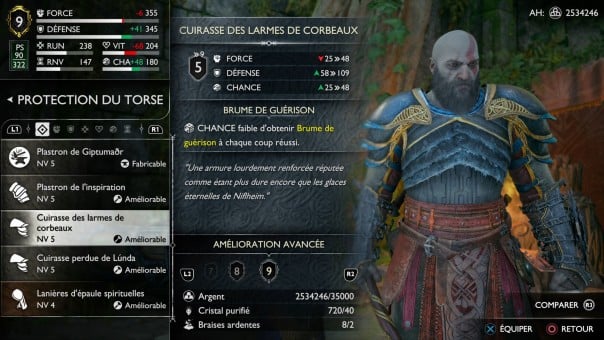 9
FORCE -6 355
DÉFENSE +41 345
PS
90
322
RUN 238
VIT -68 204
RNV 147
CHA +48 180
AH: 2534246
PROTECTION DU TORSE
L1 R1
Plastron de Giptumaðr
NV 5 Fabricable
Plastron de l'inspiration
NV 5 Améliorable
Cuirasse des larmes de
corbeaux
NV 5 Améliorable
Cuirasse perdue de Lúnda
NV 5 Améliorable
Lanières d'épaule spirituelles
NV 4 Améliorable
CUIRASSE DES LARMES DE CORBEAUX
» 9
5
FORCE ▼ 25 » 48
DÉFENSE ▲ 58 » 109
CHANCE ▲ 25 » 48
BRUME DE GUÉRISON
CHANCE faible d'obtenir Brume de
guérison à chaque coup réussi.
"Une armure lourdement renforcée réputée
comme étant plus dure encore que les glaces
éternelles de Niflheim."
AMÉLIORATION AVANCÉE
L2 7 8 9 R2
Argent 2534246/35000
Cristal purifié 720/40
Braises ardentes 8/2
COMPARER R3
ÉQUIPER RETOUR